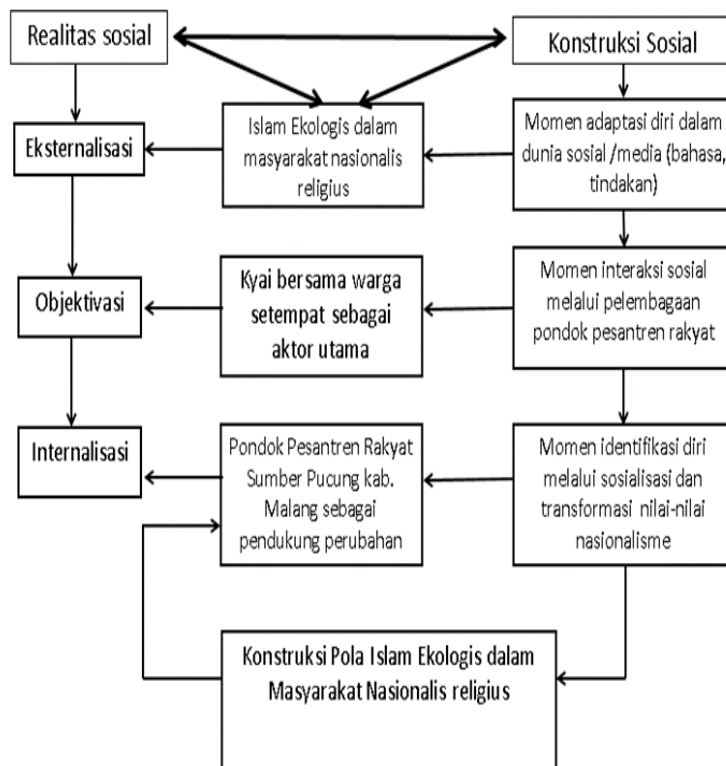 Realitas sosial
Konstruksi Sosial
Eksternalisasi
Islam Ekologis dalam
masyarakat nasionalis
religius
Momen adaptasi diri dalam
dunia sosial /media (bahasa,
tindakan)
Objektivasi
Kyai bersama warga
setempat sebagai
aktor utama
Momen interaksi sosial
melalui pelembagaan
pondok pesantren rakyat
Internalisasi
Pondok Pesantren Rakyat
Sumber Pucung kab.
Malang sebagai
pendukung perubahan
Momen identifikasi diri
melalui sosialisasi dan
transformasi nilai-nilai
nasionalisme
Konstruksi Pola Islam Ekologis dalam
Masyarakat Nasionalis religius